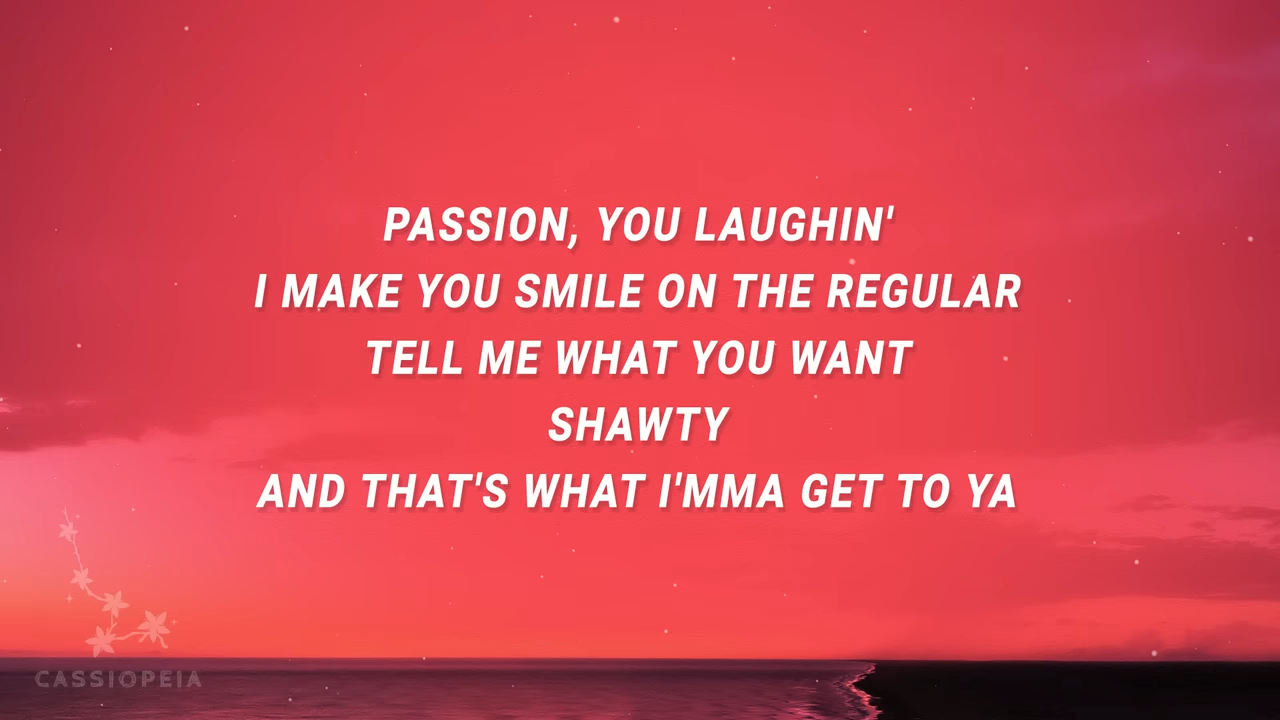 PASSION, YOU LAUGHIN'
I MAKE YOU SMILE ON THE REGULAR
TELL ME WHAT YOU WANT
SHAWTY
AND THAT'S WHAT I'MMA GET TO YA
CASSIOPEIA